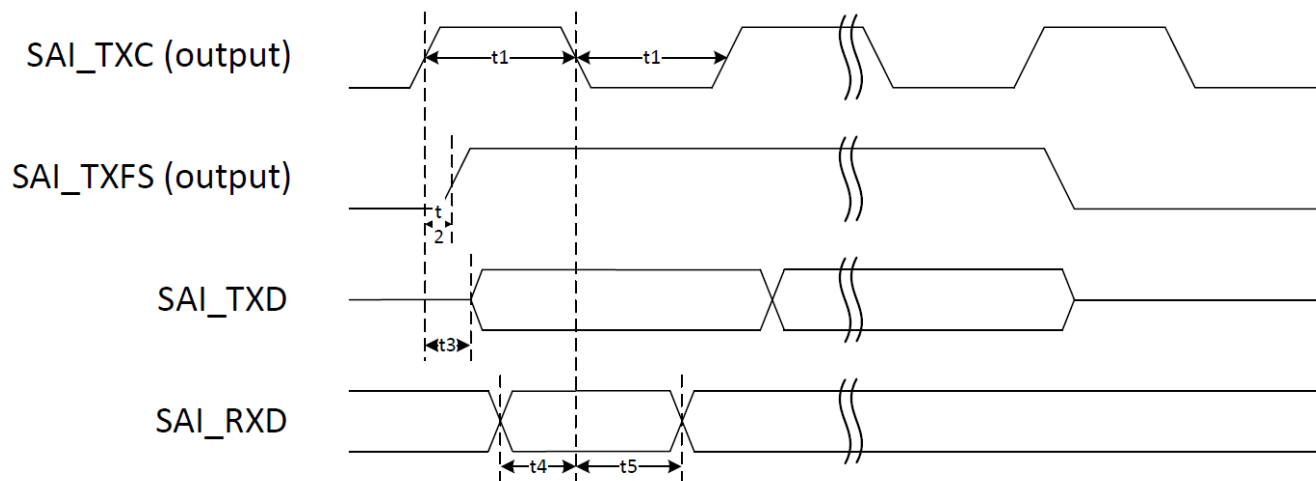 SAI_TXC (output)
t1
t1
SAI_TXFS (output)
t
2
SAI_TXD
t3
SAI_RXD
t4
t5